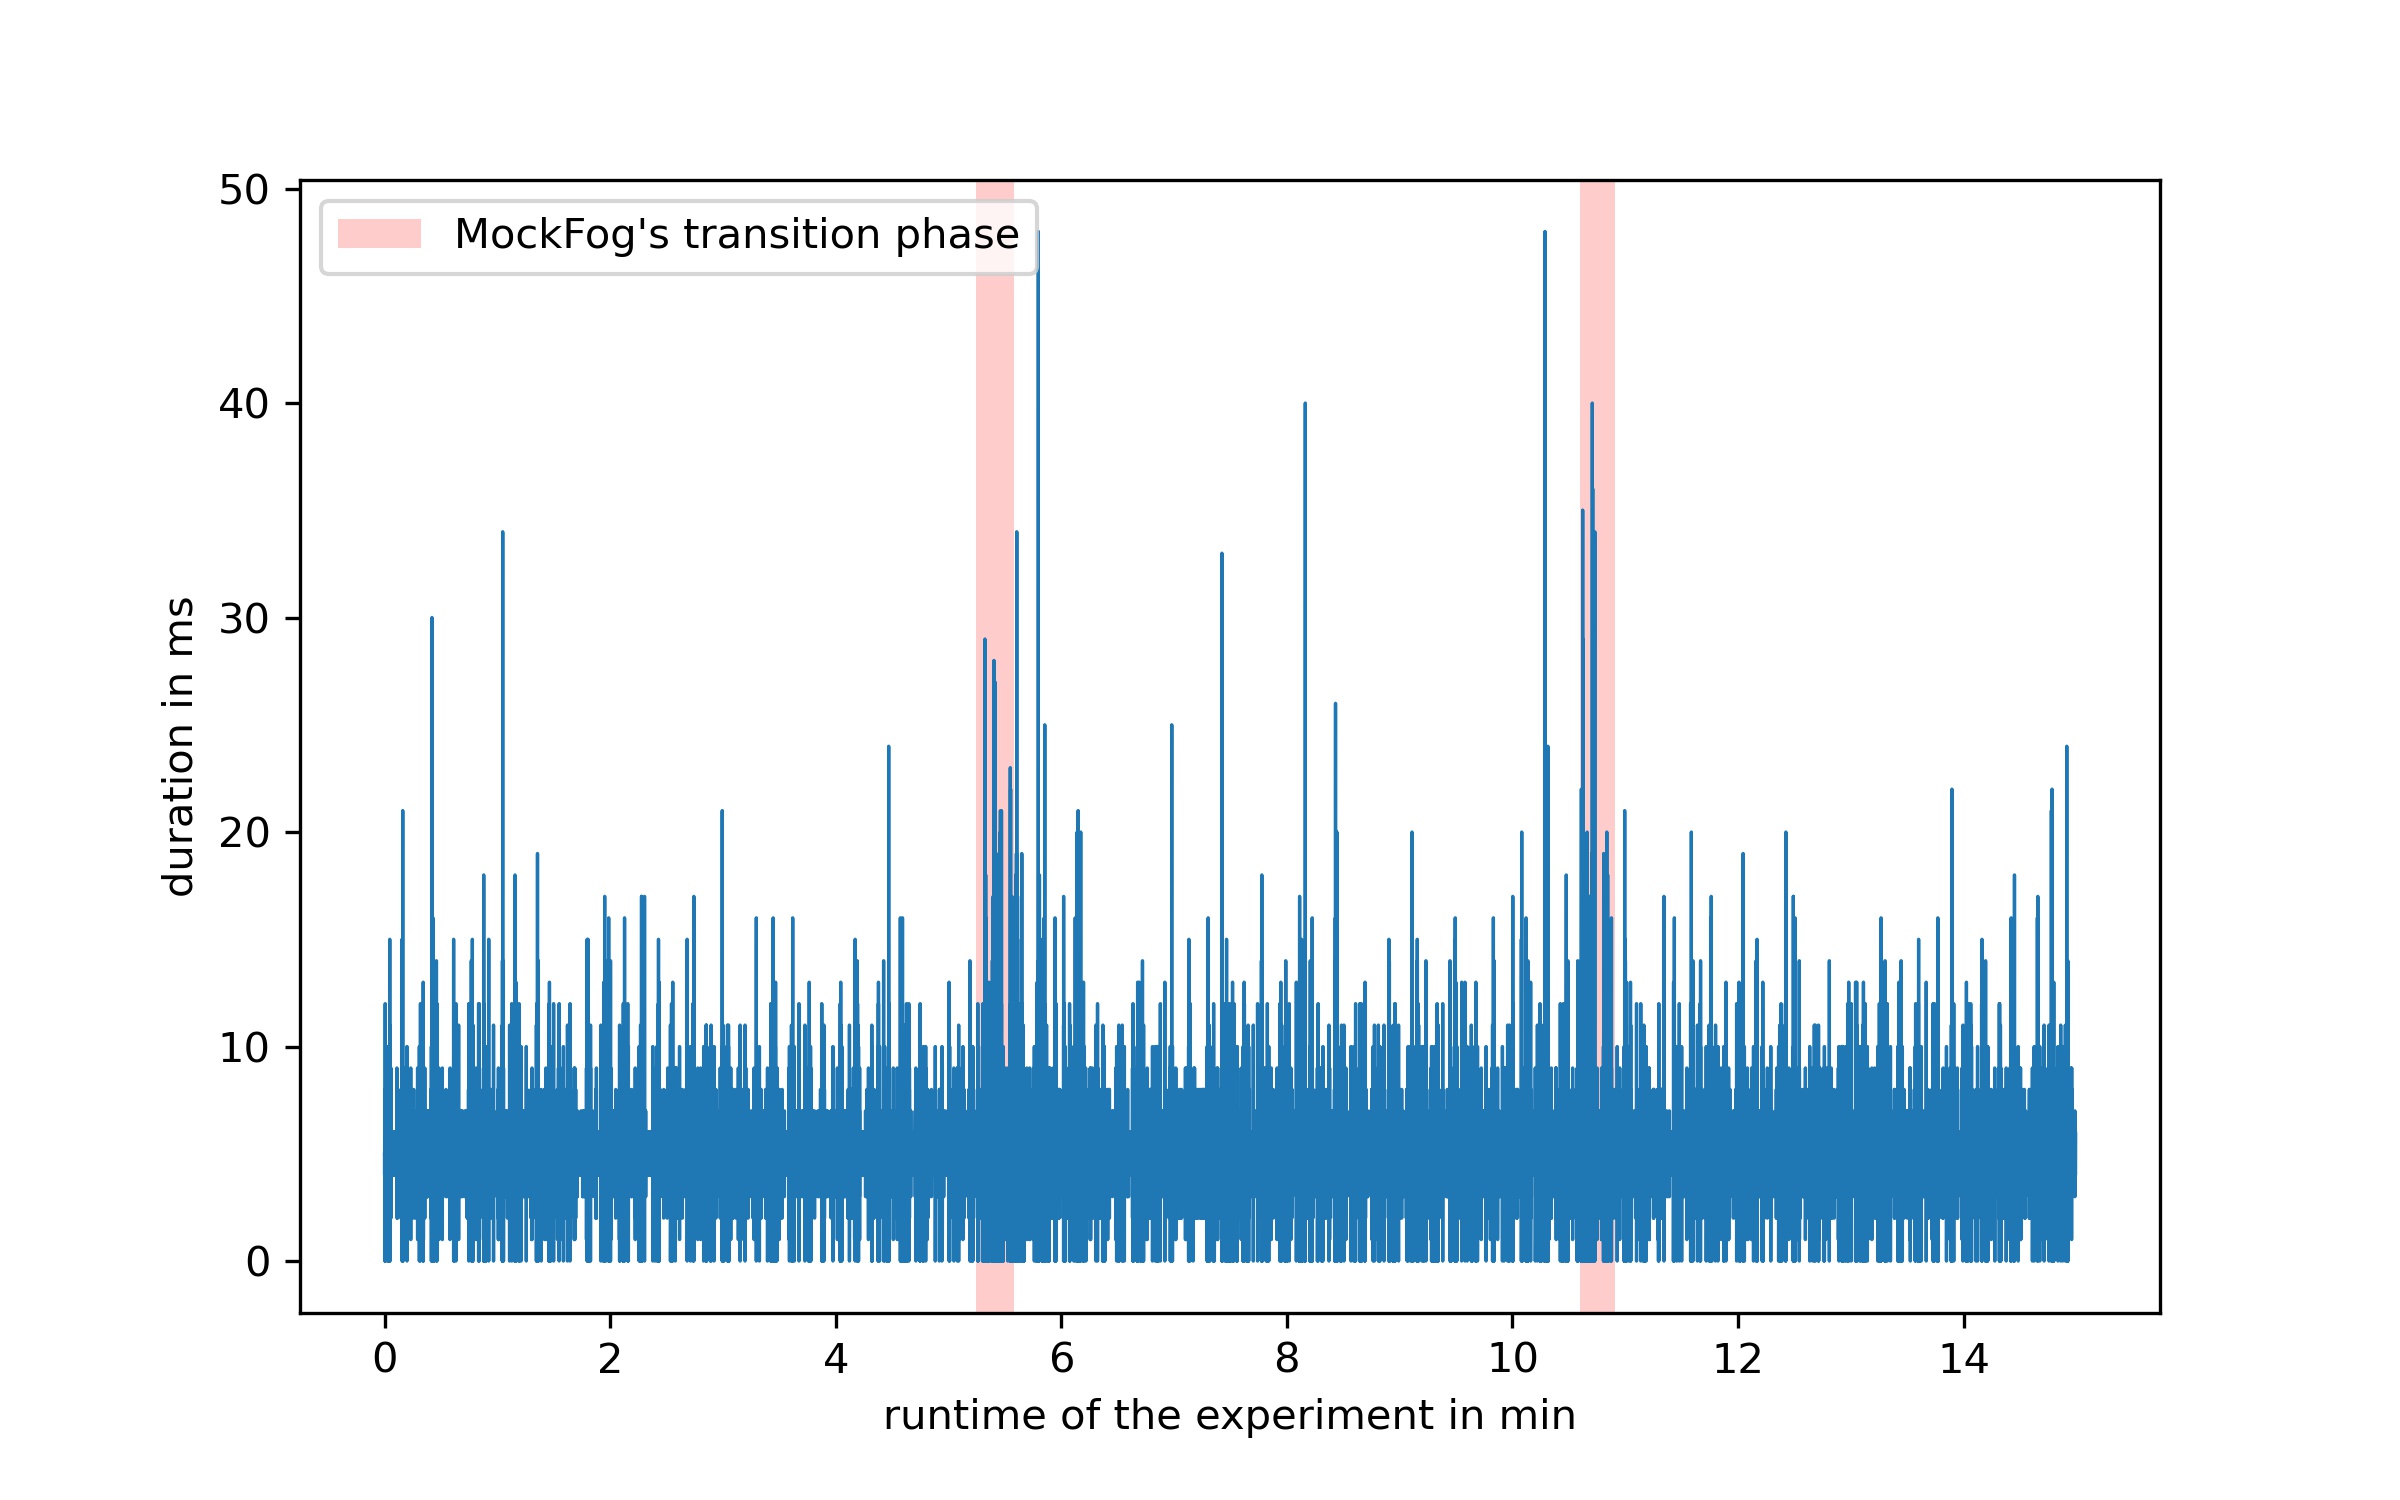 MockFog's transition phase
duration in ms
50
40
30
20
10
0
0 2 4 6 8 10 12 14
runtime of the experiment in min